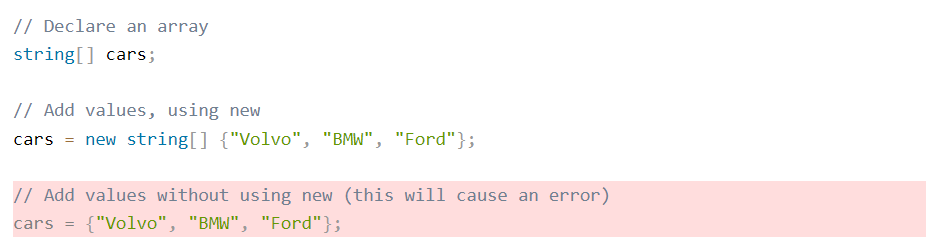 // Declare an array
string[] cars;
// Add values, using new
cars = new string[] {"Volvo", "BMW", "Ford"};
// Add values without using new (this will cause an error)
cars = {"Volvo", "BMW", "Ford"};